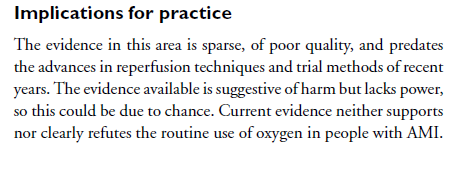 Implications for practice
The evidence in this area is sparse, of poor quality, and predates
the advances in reperfusion techniques and trial methods of recent
years. The evidence available is suggestive of harm but lacks power,
so this could be due to chance. Current evidence neither supports
nor clearly refutes the routine use of oxygen in people with AMI.